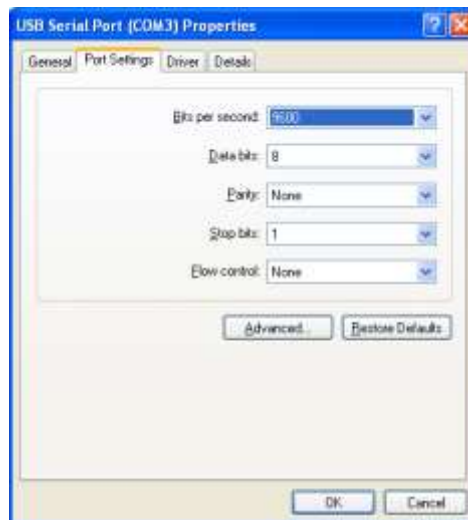 USB Serial Port (COM3) Properties
General Port Settings Driver Details
Bits per second: 9600
Data bits: 8
Parity: None
Stop bits: 1
Flow control: None
Advanced... Restore Defaults
OK Cancel